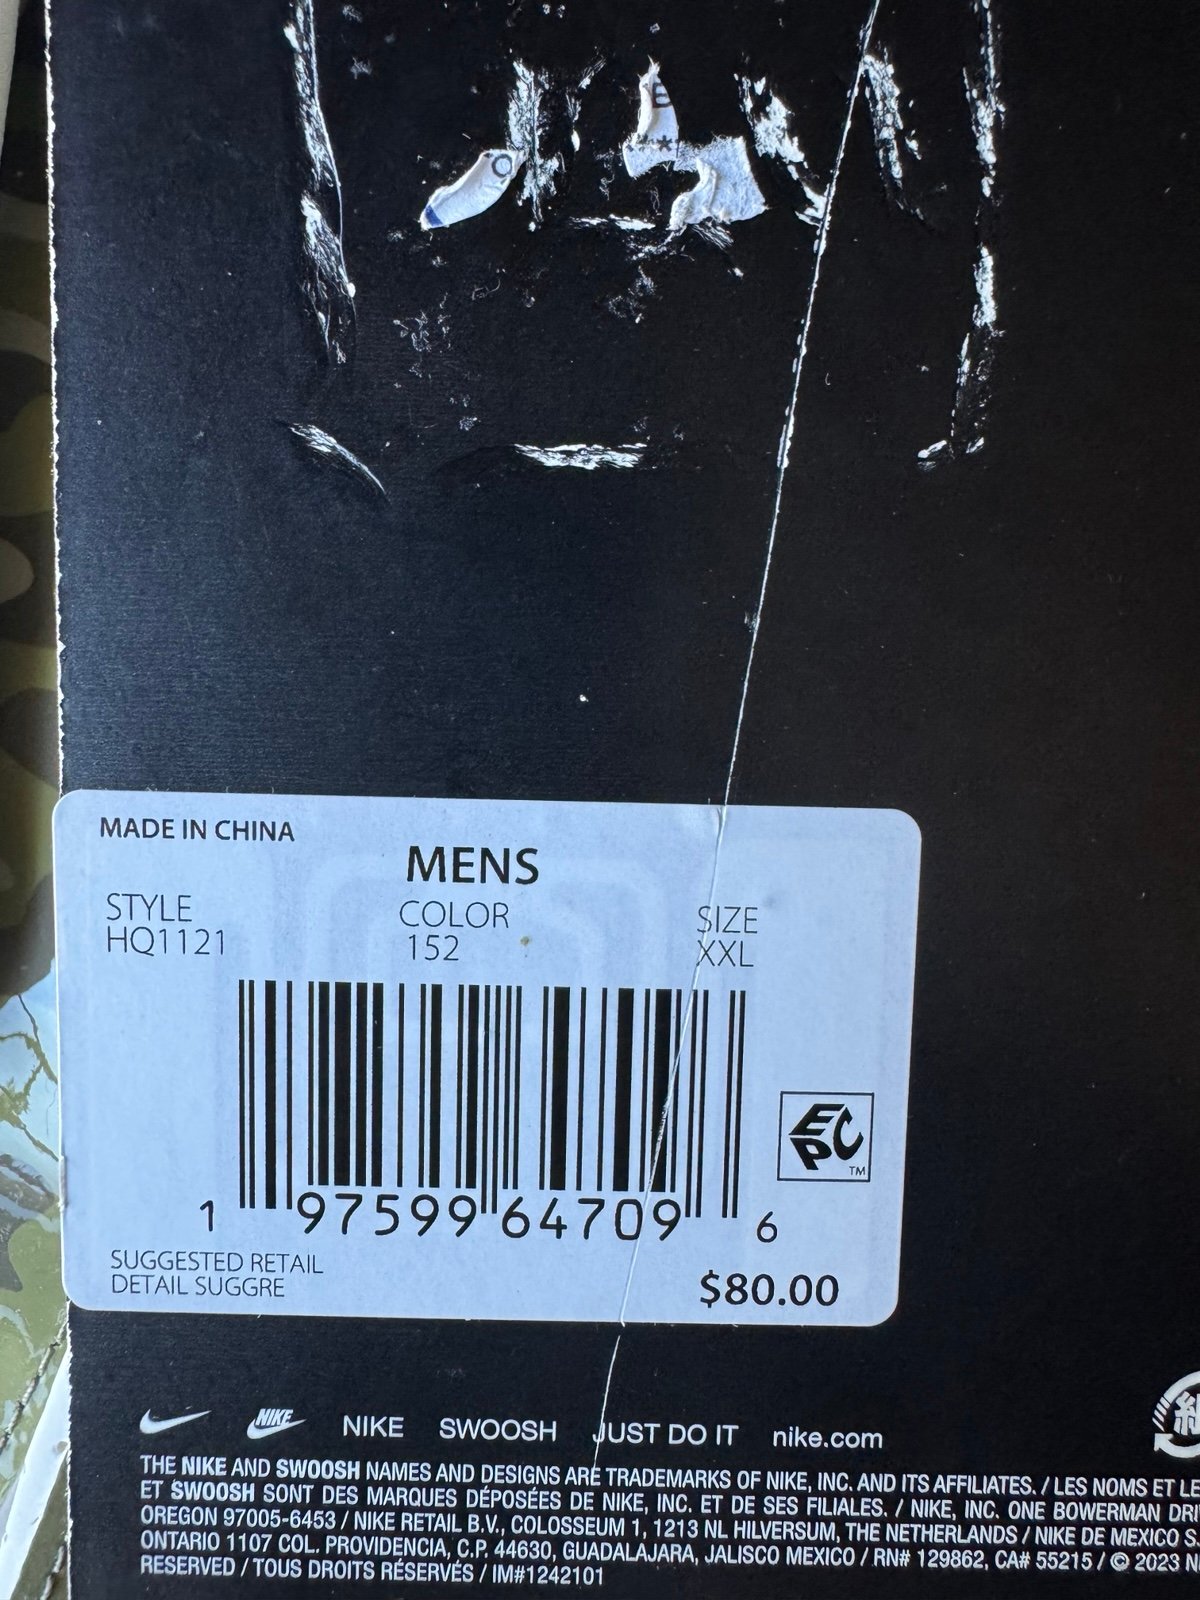 MADE IN CHINA
MENS
STYLE COLOR SIZE
HQ1121 152 XXL
1 97599 64709 6
EPC TM
SUGGESTED RETAIL
DETAIL SUGGRE
$80.00
NIKE NIKE SWOOSH JUST DO IT nike.com
THE NIKE AND SWOOSH NAMES AND DESIGNS ARE TRADEMARKS OF NIKE, INC. AND ITS AFFILIATES. / LES NOMS ET
ET SWOOSH SONT DES MARQUES DÉPOSÉES DE NIKE, INC. ET DE SES FILIALES. / NIKE, INC. ONE BOWERMAN
OREGON 97005-6453 / NIKE RETAIL B.V., COLOSSEUM 1, 1213 NL HILVERSUM, THE NETHERLANDS / NIKE DE MEXICO
ONTARIO 1107 COL. PROVIDENCIA, C.P. 44630, GUADALAJARA, JALISCO MEXICO / RN# 129862, CA# 55215 / © 2023
RESERVED / TOUS DROITS RÉSERVÉS / IM#1242101